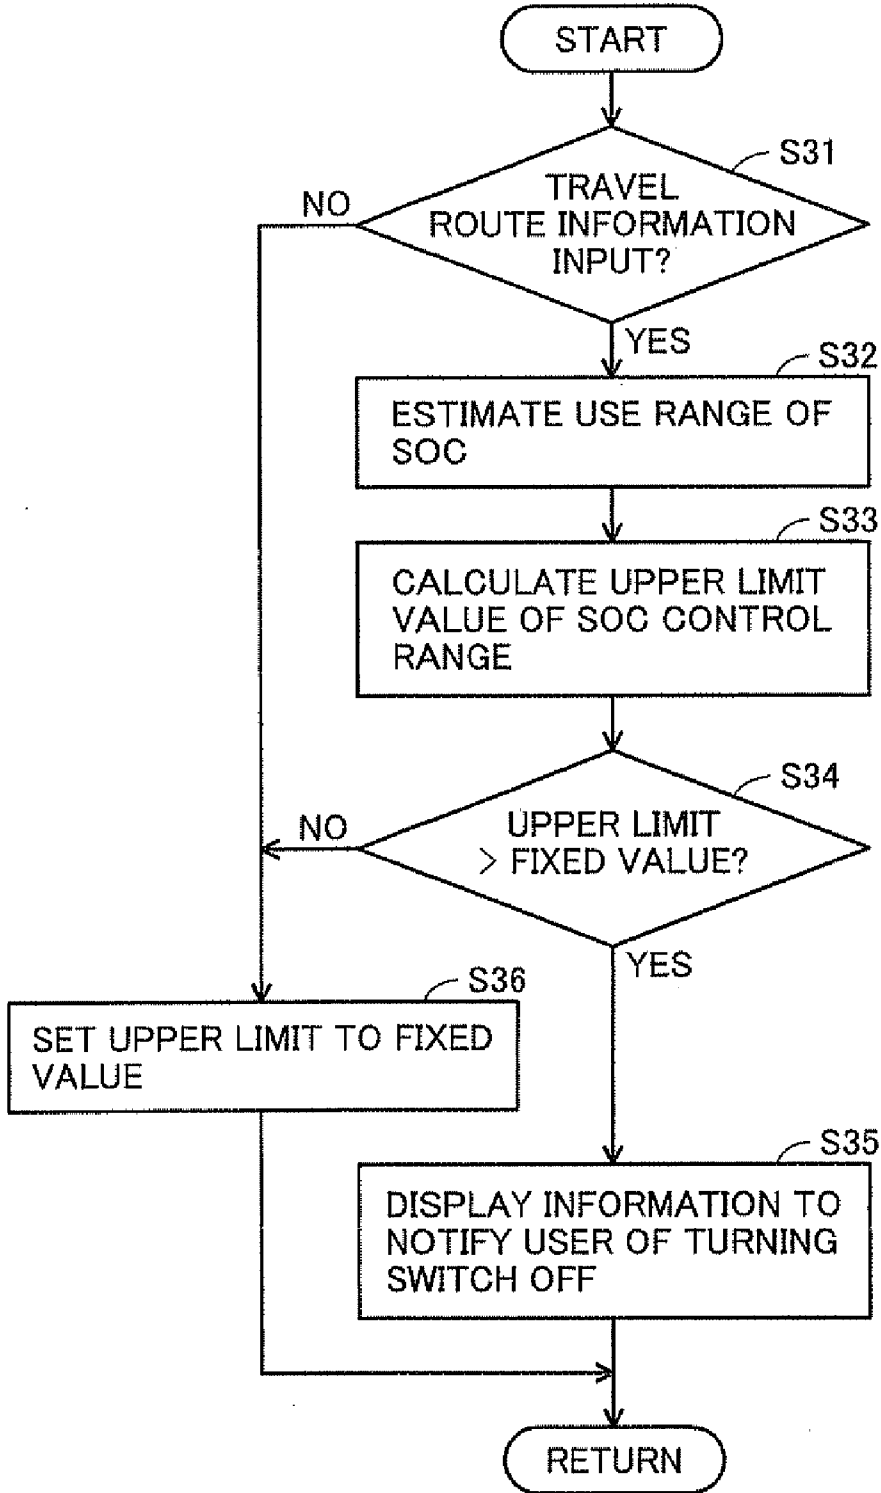 START
S31
TRAVEL
ROUTE INFORMATION
INPUT?
NO
YES
S32
ESTIMATE USE RANGE OF
SOC
S33
CALCULATE UPPER LIMIT
VALUE OF SOC CONTROL
RANGE
S34
UPPER LIMIT
> FIXED VALUE?
NO
YES
S36
SET UPPER LIMIT TO FIXED
VALUE
S35
DISPLAY INFORMATION TO
NOTIFY USER OF TURNING
SWITCH OFF
RETURN